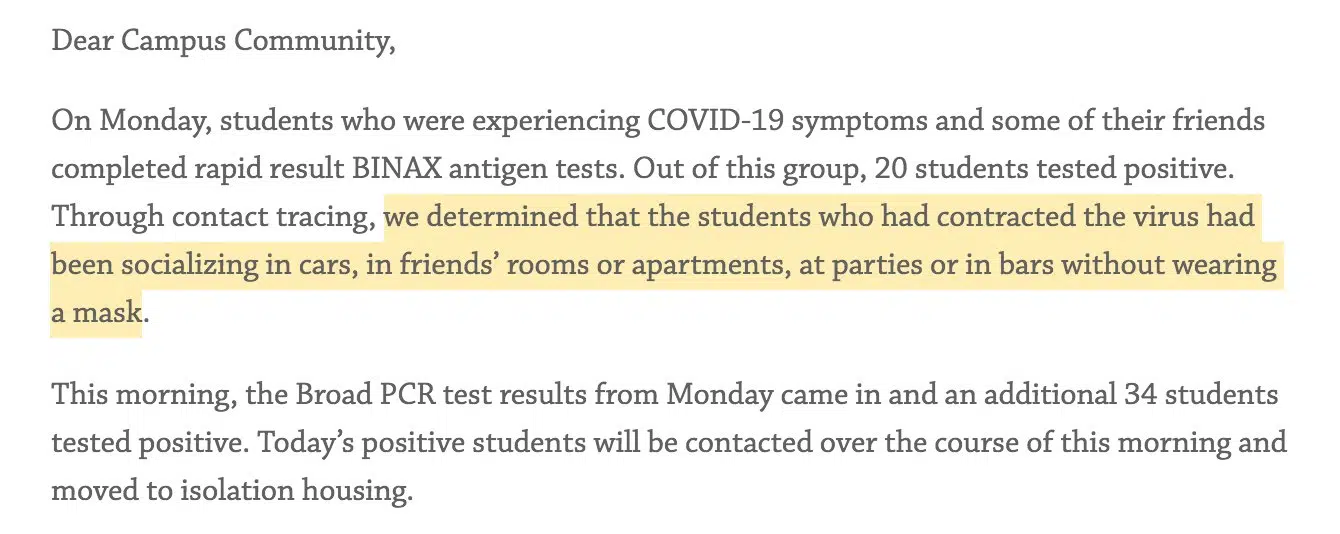 Dear Campus Community,
On Monday, students who were experiencing COVID-19 symptoms and some of their friends
completed rapid result BINAX antigen tests. Out of this group, 20 students tested positive.
Through contact tracing, we determined that the students who had contracted the virus had
been socializing in cars, in friends’ rooms or apartments, at parties or in bars without wearing
a mask.
This morning, the Broad PCR test results from Monday came in and an additional 34 students
tested positive. Today’s positive students will be contacted over the course of this morning and
moved to isolation housing.